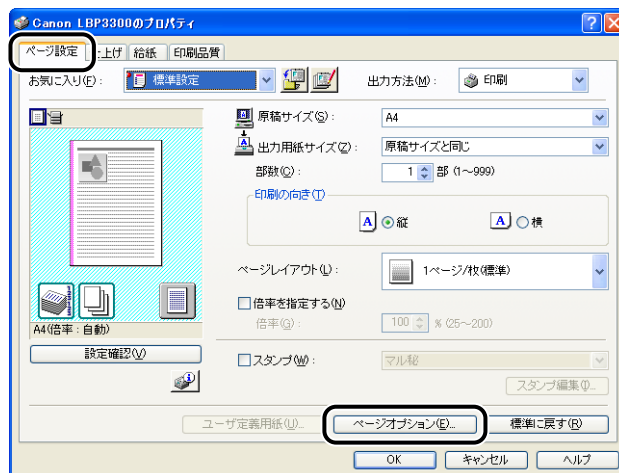 Canon LBP3300のプロパティ
ページ設定 上げ 給紙 印刷品質
お気に入り(F): 標準設定 出力方法(M): 印刷
原稿サイズ(S): A4
出力用紙サイズ(Z): 原稿サイズと同じ
部数(C): 1 部 (1~999)
印刷の向き(T)
A 縦 A 横
ページレイアウト(L): 1ページ/枚(標準)
倍率を指定する(N)
倍率(G): 100 % (25~200)
A4(倍率:自動)
設定確認(V)
スタンプ(W): マル秘
スタンプ編集(I)...
ユーザ定義用紙(U)... ページオプション(E)... 標準に戻す(R)
OK キャンセル ヘルプ